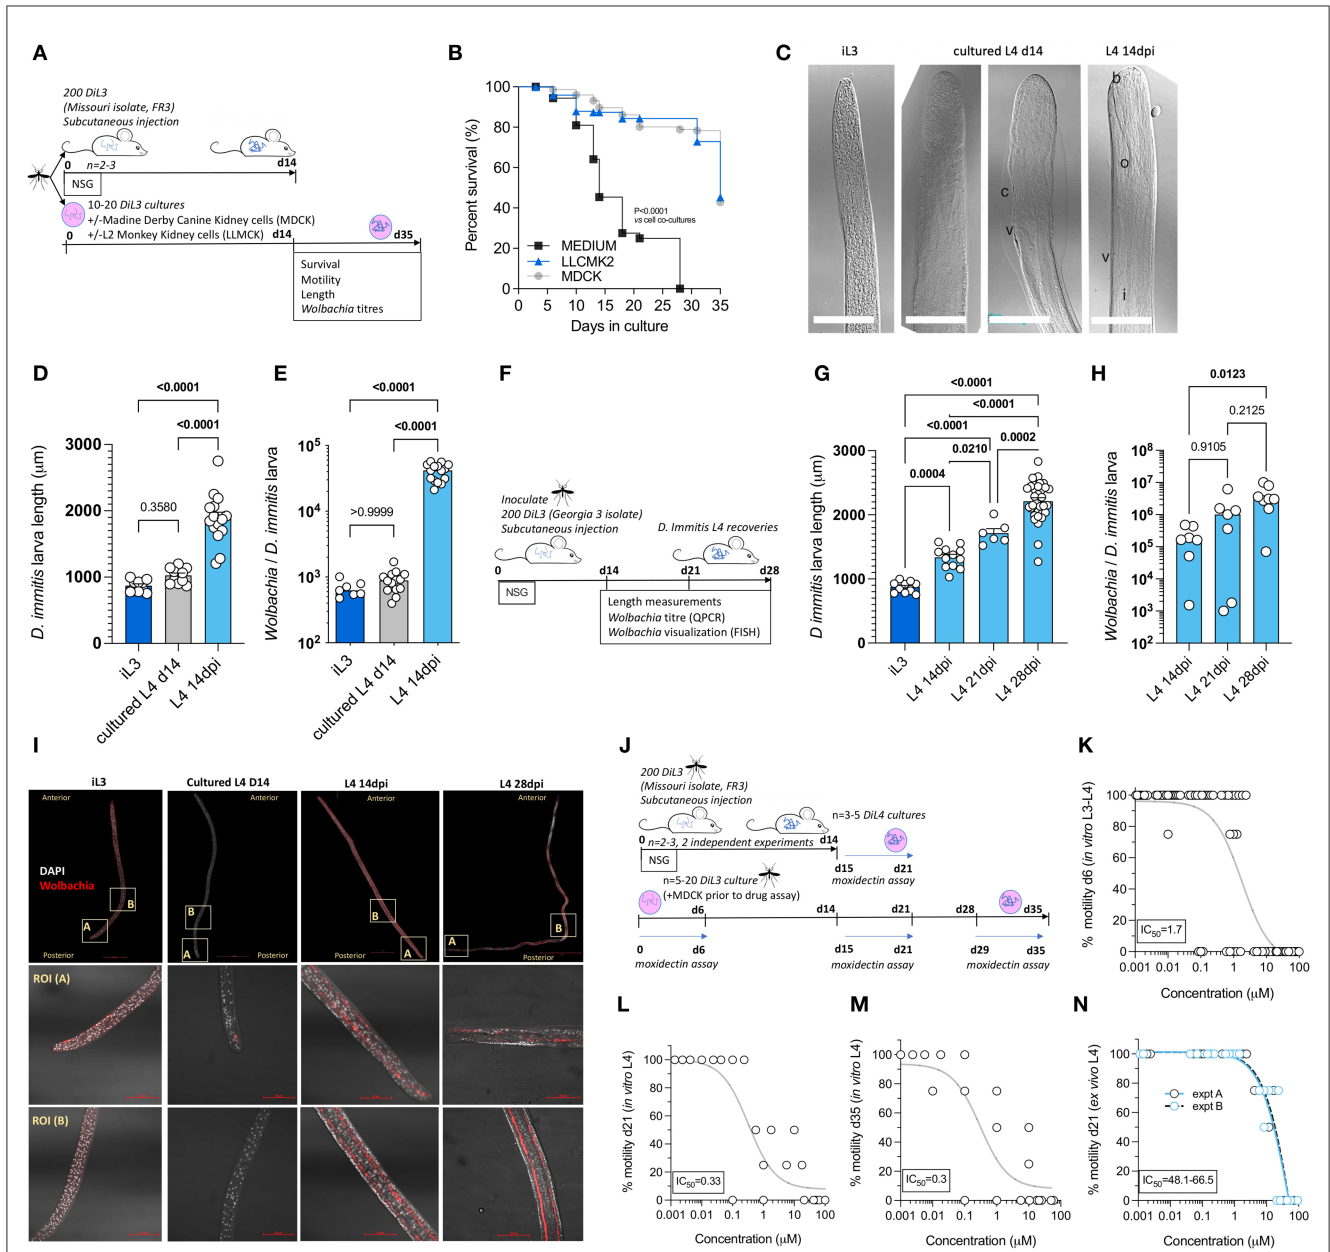 A
200 DiL3
(Missouri isolate, FR3)
Subcutaneous injection
0
n=2-3
d14
NSG
10-20 DiL3 cultures
+/-Madine Derby Canine Kidney cells (MDCK)
+/-L2 Monkey Kidney cells (LLMCK)
0
d14
d35
Survival
Motility
Length
Wolbachia titres
B
Percent survival (%)
100
80
60
40
20
0
P<0.0001
vs cell co-cultures
MEDIUM
LLCMK2
MDCK
0 5 10 15 20 25 30 35
Days in culture
C
iL3
cultured L4 d14
L4 14dpi
b
o
c
v
v
i
D
<0.0001
<0.0001
0.3580
D. immitis larva length (μm)
3000
2000
1000
0
iL3
cultured L4 d14
L4 14dpi
E
<0.0001
<0.0001
>0.9999
Wolbachia / D. immitis larva
10⁵
10⁴
10³
10²
iL3
cultured L4 d14
L4 14dpi
F
Inoculate
200 DiL3 (Georgia 3 isolate)
Subcutaneous injection
D. Immitis L4 recoveries
0
d14
d21
d28
NSG
Length measurements
Wolbachia titre (QPCR)
Wolbachia visualization (FISH)
G
<0.0001
<0.0001
<0.0001
0.0210
0.0002
0.0004
D immitis larva length (μm)
3000
2000
1000
0
iL3
L4 14dpi
L4 21dpi
L4 28dpi
H
0.0123
0.2125
0.9105
Wolbachia / D. immitis larva
10⁸
10⁷
10⁶
10⁵
10⁴
10³
10²
L4 14dpi
L4 21dpi
L4 28dpi
I
iL3
Cultured L4 D14
L4 14dpi
L4 28dpi
Anterior
Anterior
Anterior
Anterior
DAPI
Wolbachia
B
A
B
A
B
A
B
A
Posterior
Posterior
Posterior
Posterior
ROI (A)
ROI (B)
J
200 DiL3
(Missouri isolate, FR3)
Subcutaneous injection
n=3-5 DiL4 cultures
0
n=2-3, 2 independent experiments
d14
NSG
d15
d21
moxidectin assay
n=5-20 DiL3 culture
(+MDCK prior to drug assay)
d6
d14
d21
d28
d35
0
d6
d15
d21
d29
d35
moxidectin assay
moxidectin assay
moxidectin assay
K
% motility d6 (in vitro L3-L4)
100
80
60
40
20
0
IC50=1.7
0.001 0.01 0.1 1 10 100
Concentration (μM)
L
% motility d21 (in vitro L4)
100
80
60
40
20
0
IC50=0.33
0.001 0.01 0.1 1 10 100
Concentration (μM)
M
% motility d35 (in vitro L4)
100
80
60
40
20
0
IC50=0.3
0.001 0.01 0.1 1 10 100
Concentration (μM)
N
% motility d21 (ex vivo L4)
100
80
60
40
20
0
expt A
expt B
IC50=48.1-66.5
0.001 0.01 0.1 1 10 100
Concentration (μM)